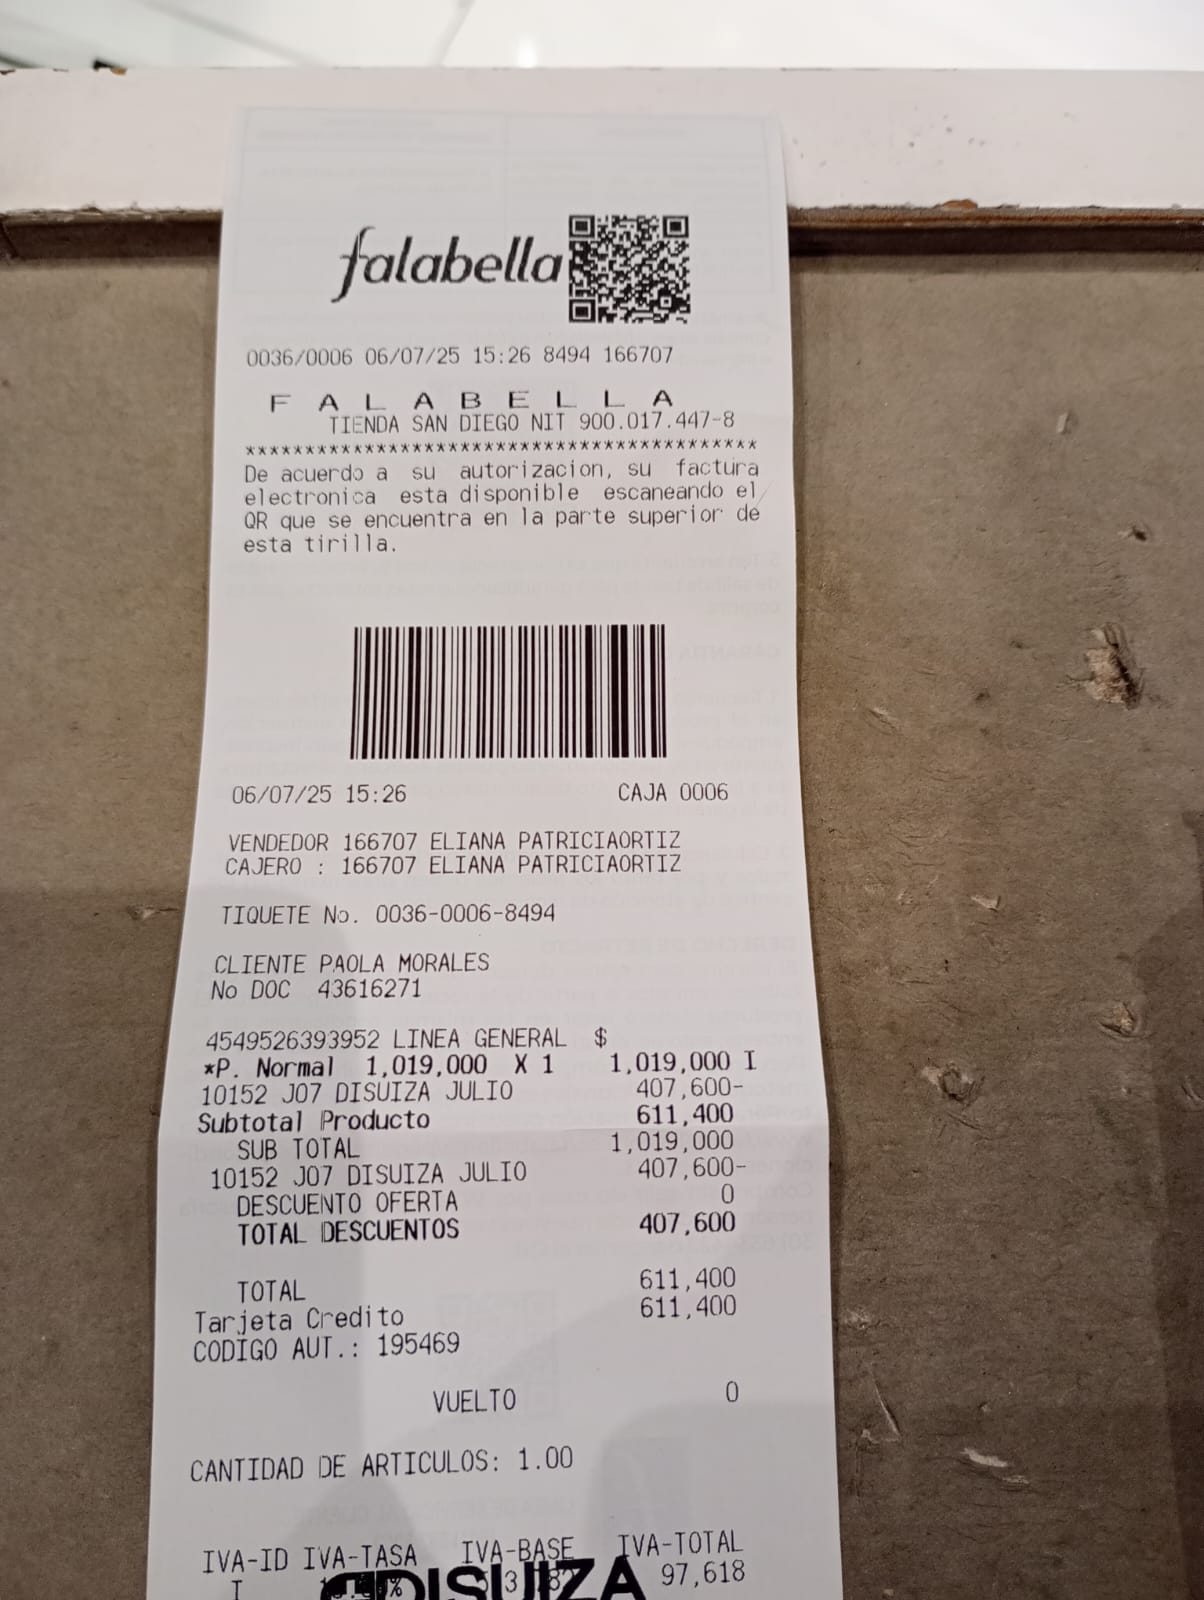 falabella
0036/0006 06/07/25 15:26 8494 166707
F A L A B E L L A
TIENDA SAN DIEGO NIT 900.017.447-8
*******************************************
De acuerdo a su autorizacion, su factura
electronica esta disponible escaneando el
QR que se encuentra en la parte superior de
esta tirilla.
06/07/25 15:26 CAJA 0006
VENDEDOR 166707 ELIANA PATRICIAORTIZ
CAJERO : 166707 ELIANA PATRICIAORTIZ
TIQUETE No. 0036-0006-8494
CLIENTE PAOLA MORALES
No DOC 43616271
4549526393952 LINEA GENERAL $
*P. Normal 1,019,000 X 1 1,019,000 I
10152 J07 DISUIZA JULIO 407,600-
Subtotal Producto 611,400
SUB TOTAL 1,019,000
10152 J07 DISUIZA JULIO 407,600-
DESCUENTO OFERTA 0
TOTAL DESCUENTOS 407,600
TOTAL 611,400
Tarjeta Credito 611,400
CODIGO AUT.: 195469
VUELTO 0
CANTIDAD DE ARTICULOS: 1.00
IVA-ID IVA-TASA IVA-BASE IVA-TOTAL
I 97,618
DISUIZA